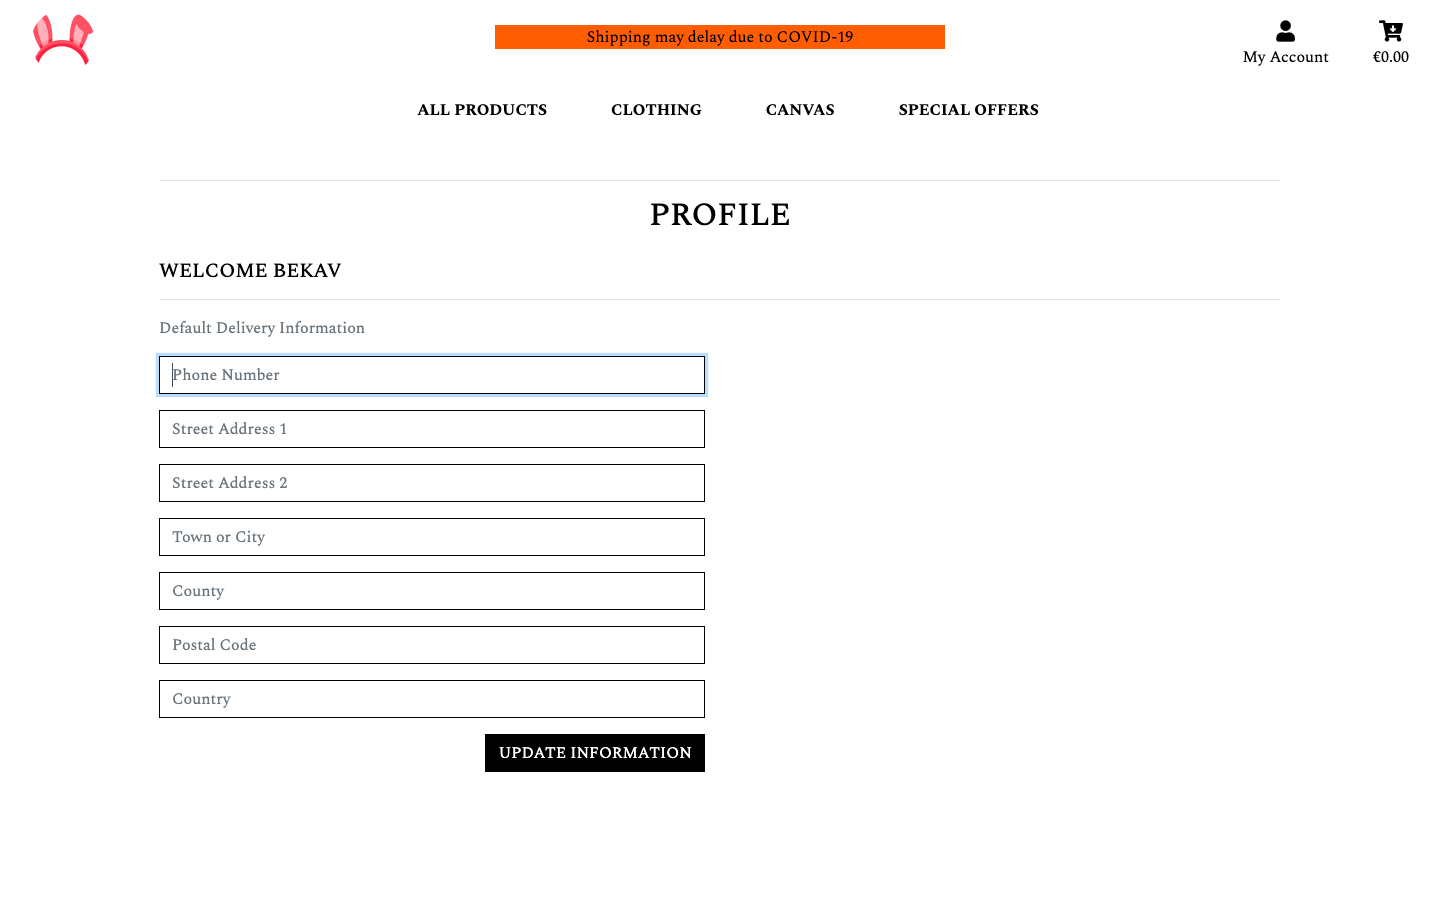 Shipping may delay due to COVID-19
My Account
€0.00
ALL PRODUCTS
CLOTHING
CANVAS
SPECIAL OFFERS
PROFILE
WELCOME BEKAV
Default Delivery Information
Phone Number
Street Address 1
Street Address 2
Town or City
County
Postal Code
Country
UPDATE INFORMATION